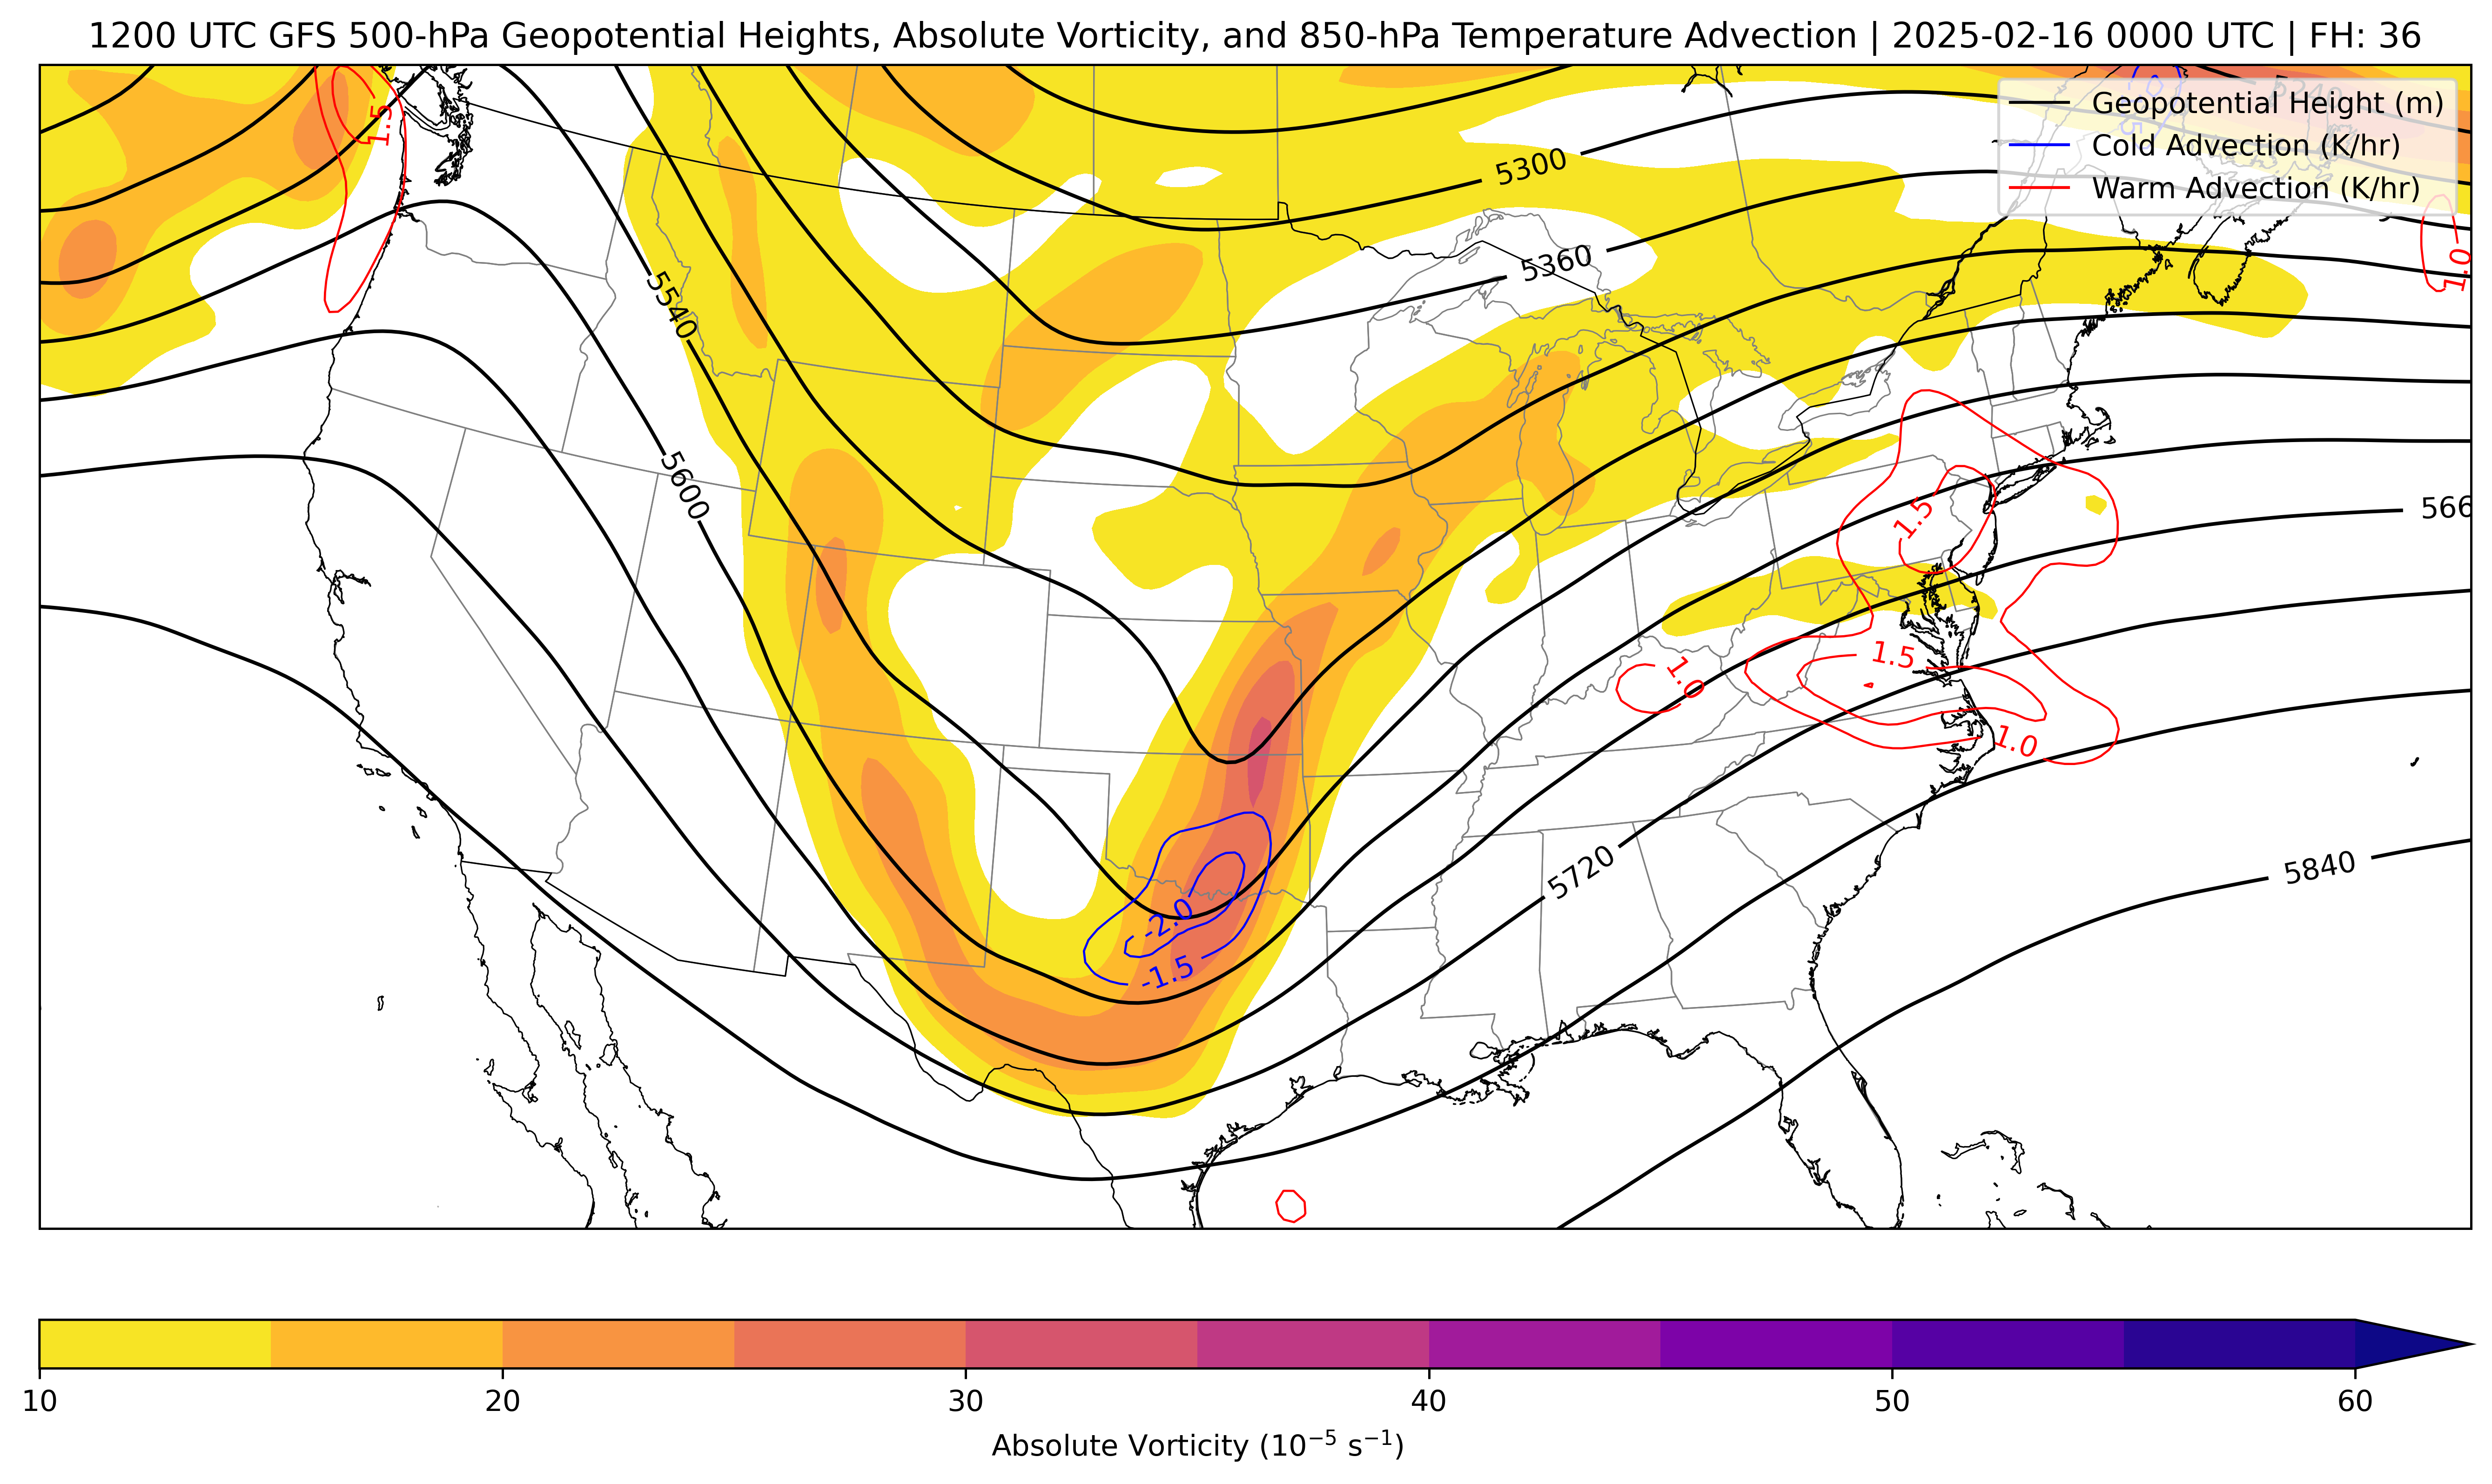 1200 UTC GFS 500-hPa Geopotential Heights, Absolute Vorticity, and 850-hPa Temperature Advection | 2025-02-16 0000 UTC | FH: 36
Geopotential Height (m)
Cold Advection (K/hr)
Warm Advection (K/hr)
5240
1.5
5300
5360
1.0
5540
5600
566
1.5
1.5
1.0
1.0
5720
5840
-2.0
-1.5
10 20 30 40 50 60
Absolute Vorticity (10⁻⁵ s⁻¹)